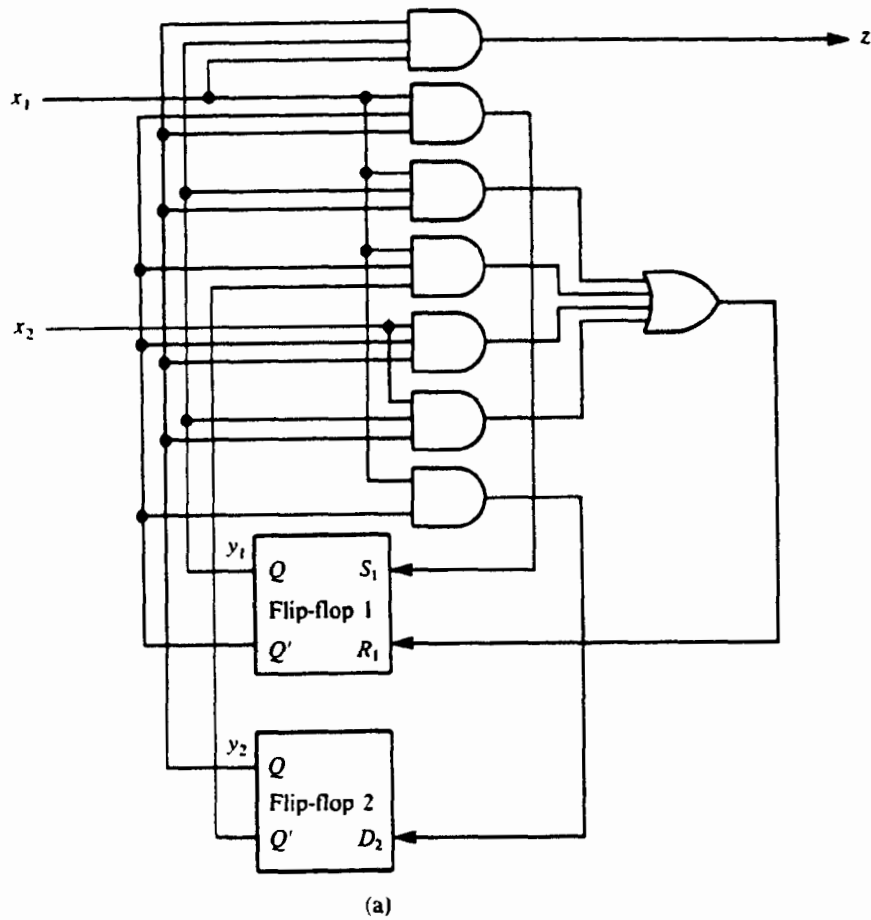 z
x₁
x₂
y₁
Q S₁
Flip-flop 1
Q' R₁
y₂
Q
Flip-flop 2
Q' D₂
(a)